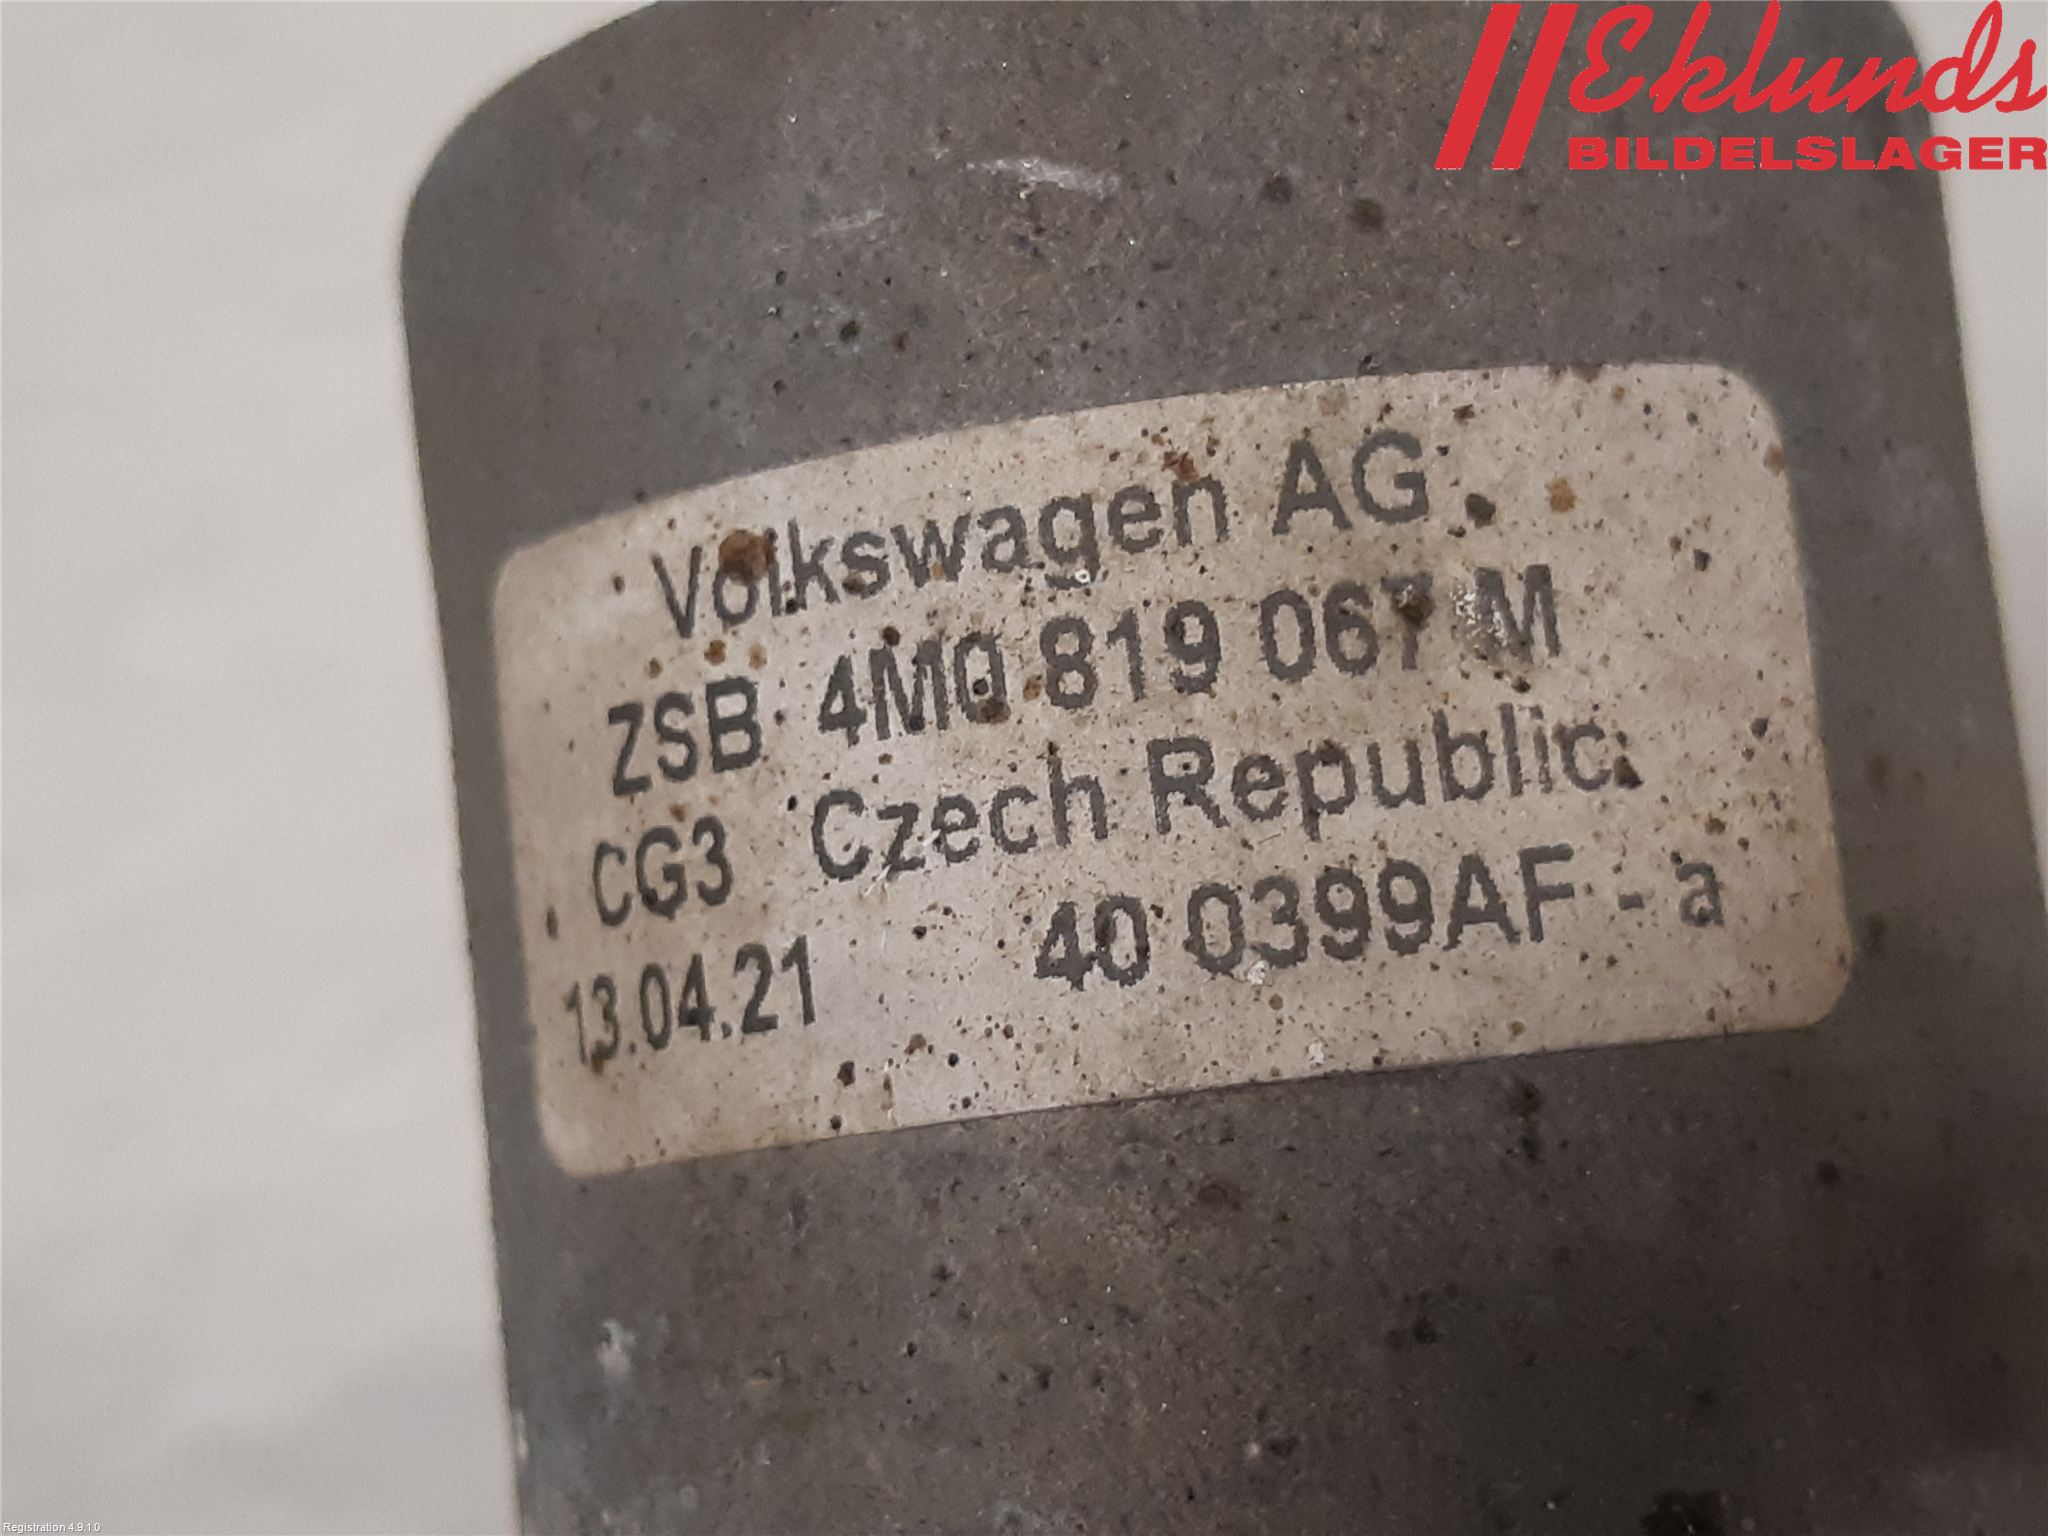 Eklunds
BILDELSLAGER
Volkswagen AG
ZSB 4M0 819 067 M
CG3 Czech Republic
13.04.21 40 0399AF - a
Registration 4.9.1.0